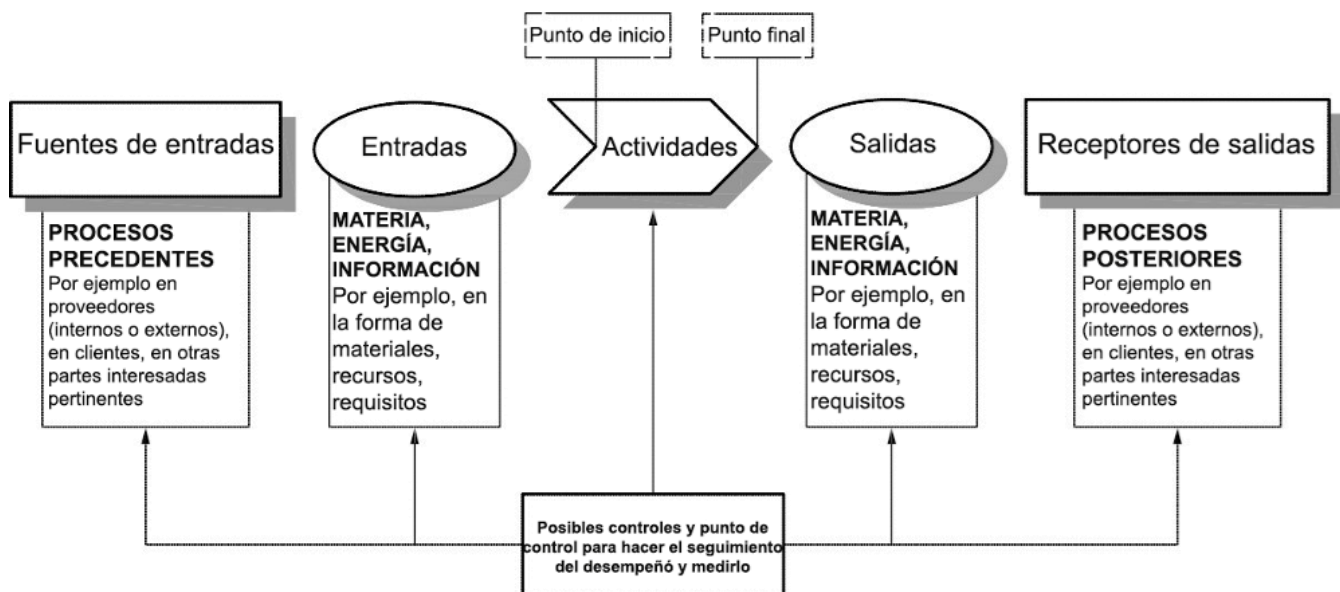 Punto de inicio
Punto final
Fuentes de entradas
Entradas
Actividades
Salidas
Receptores de salidas
PROCESOS
PRECEDENTES
Por ejemplo en
proveedores
(internos o externos),
en clientes, en otras
partes interesadas
pertinentes
MATERIA,
ENERGÍA,
INFORMACIÓN
Por ejemplo, en
la forma de
materiales,
recursos,
requisitos
MATERIA,
ENERGÍA,
INFORMACIÓN
Por ejemplo, en
la forma de
materiales,
recursos,
requisitos
PROCESOS
POSTERIORES
Por ejemplo en
proveedores
(internos o externos),
en clientes, en otras
partes interesadas
pertinentes
Posibles controles y punto de
control para hacer el seguimiento
del desempeñó y medirlo